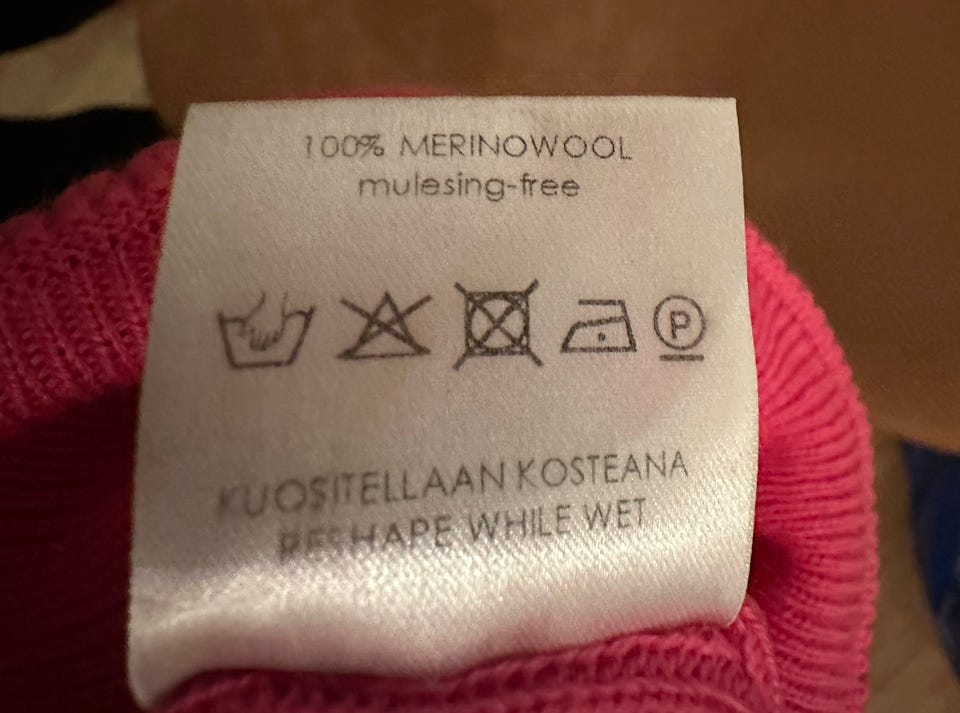 100% MERINOWOOL
mulesing-free
P
KUOSITELLAAN KOSTEANA
RESHAPE WHILE WET